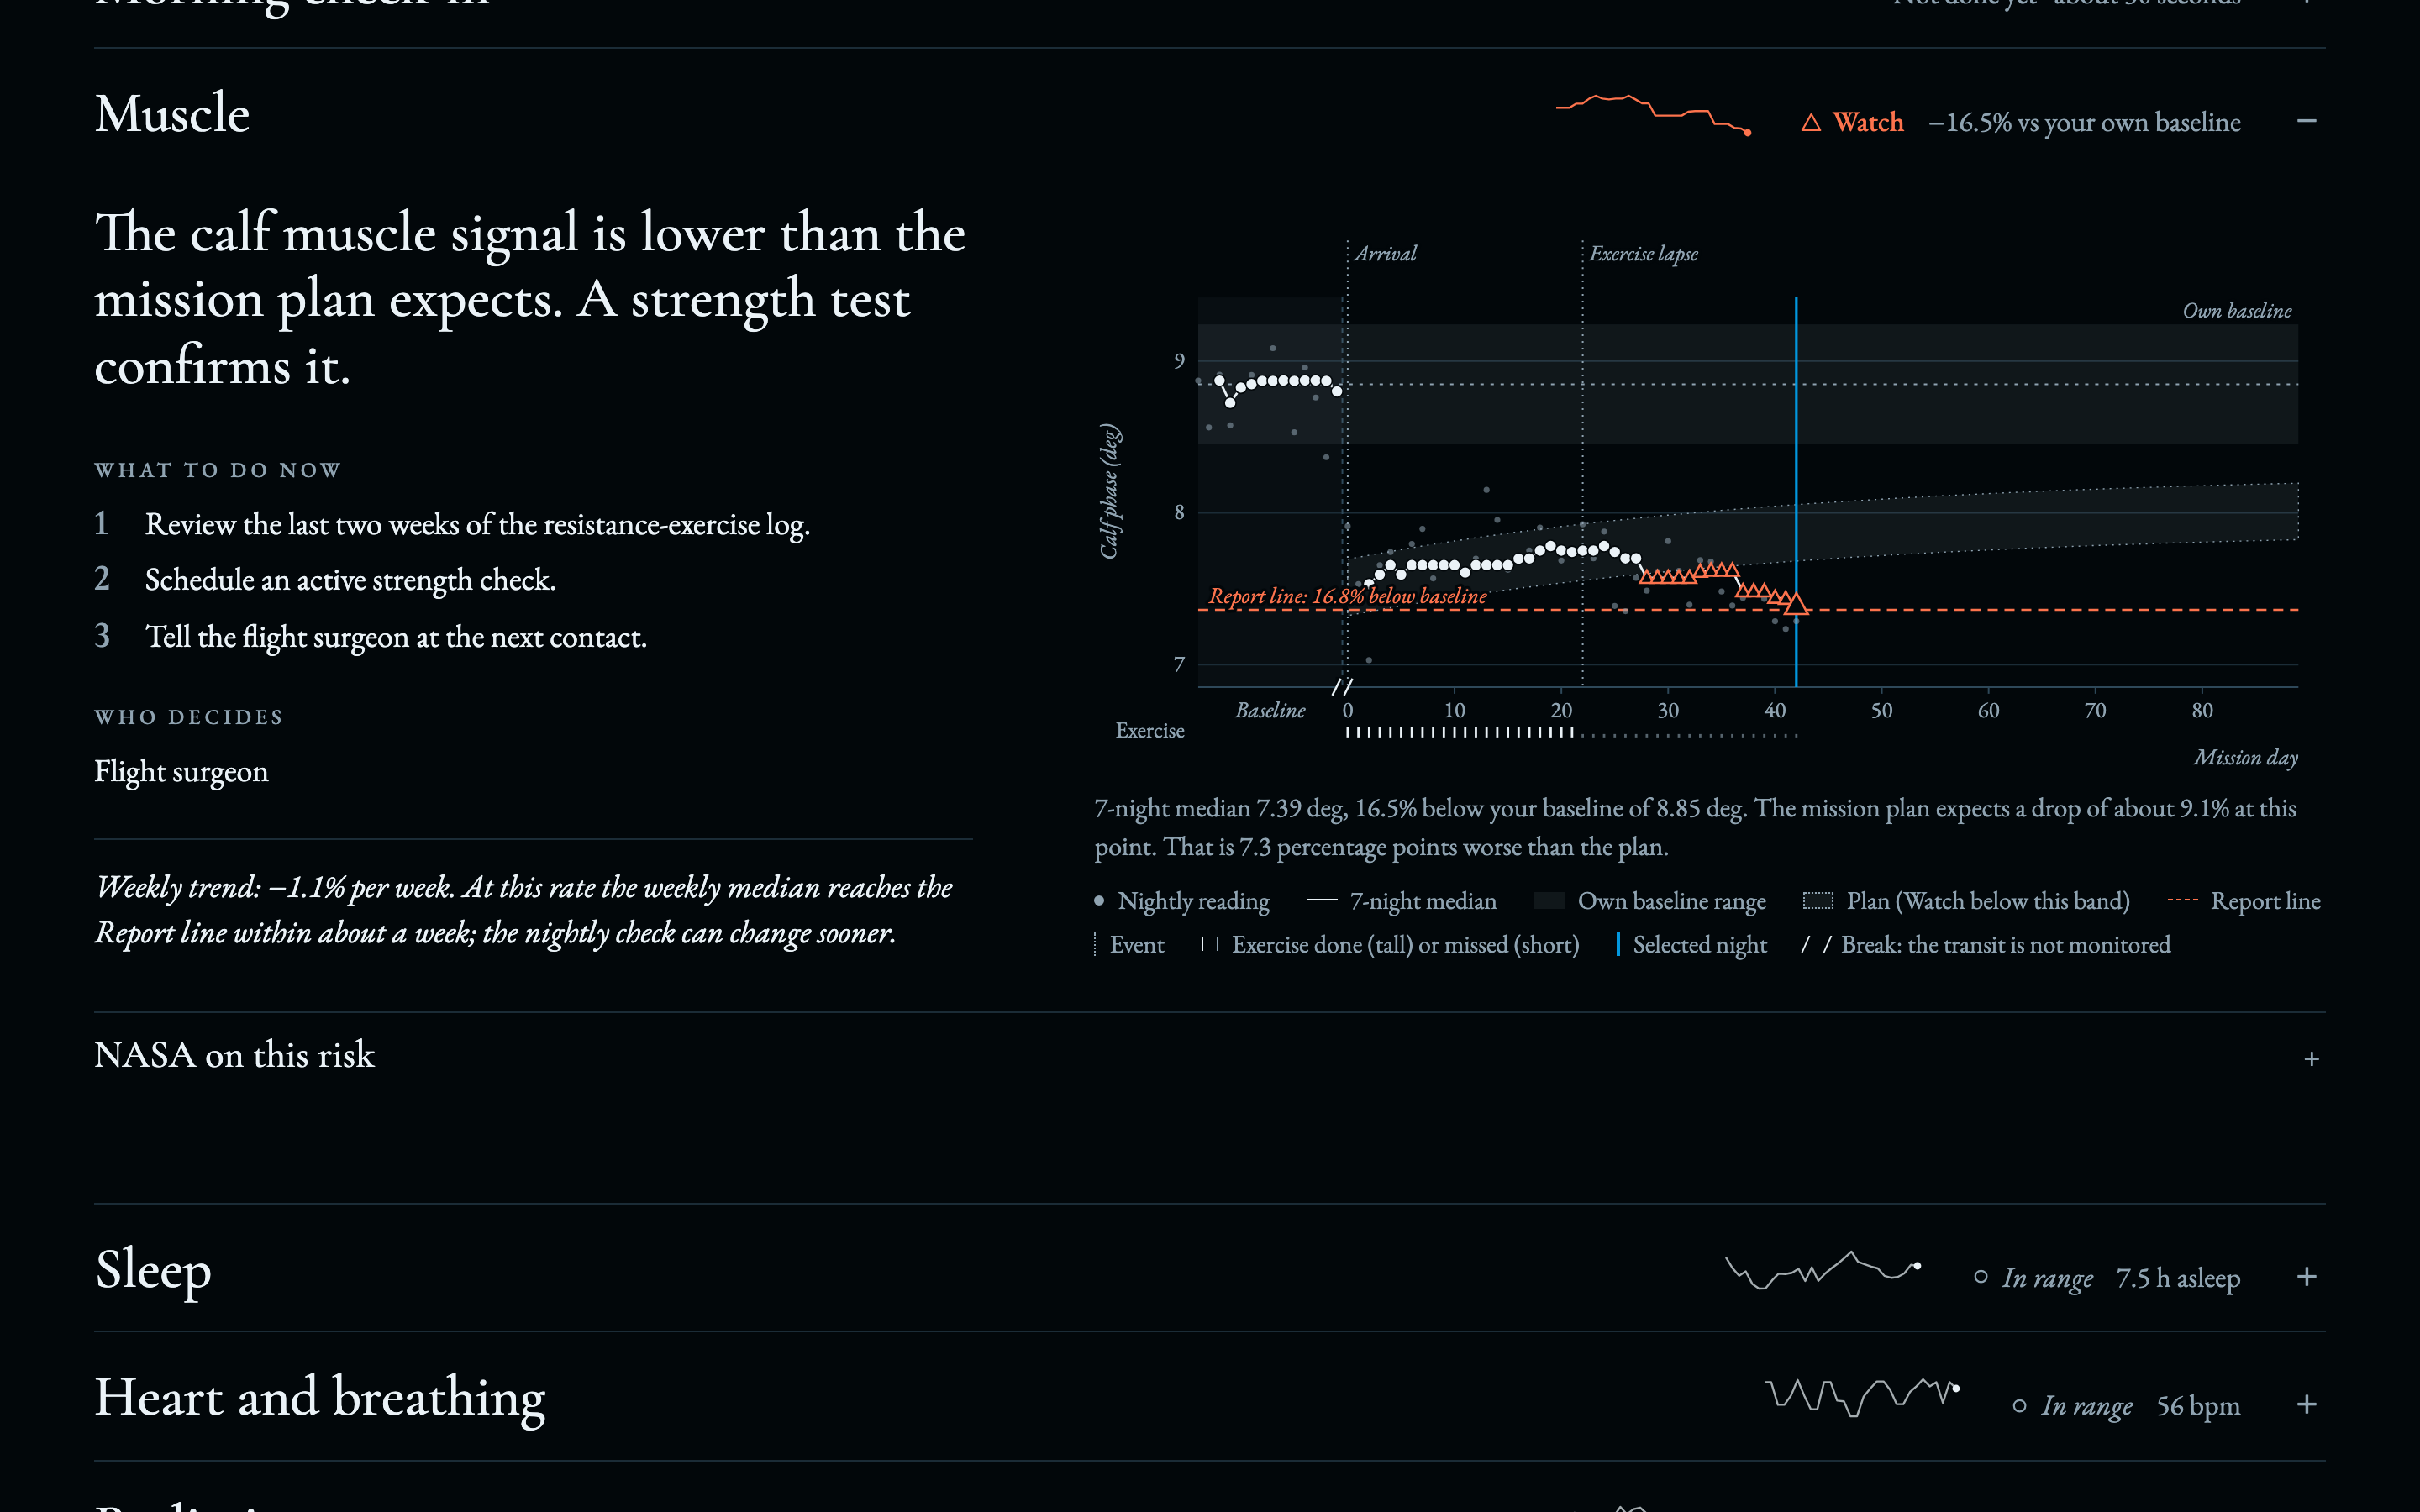 Morning check-in
Not done yet about 30 seconds
Muscle
Watch −16.5% vs your own baseline
The calf muscle signal is lower than the
mission plan expects. A strength test
confirms it.
WHAT TO DO NOW
1 Review the last two weeks of the resistance-exercise log.
2 Schedule an active strength check.
3 Tell the flight surgeon at the next contact.
WHO DECIDES
Flight surgeon
Weekly trend: −1.1% per week. At this rate the weekly median reaches the
Report line within about a week; the nightly check can change sooner.
Arrival
Exercise lapse
Own baseline
9
8
7
Calf phase (deg)
Report line: 16.8% below baseline
Baseline 0 10 20 30 40 50 60 70 80
Exercise
Mission day
7-night median 7.39 deg, 16.5% below your baseline of 8.85 deg. The mission plan expects a drop of about 9.1% at this
point. That is 7.3 percentage points worse than the plan.
Nightly reading 7-night median Own baseline range Plan (Watch below this band) Report line
Event Exercise done (tall) or missed (short) Selected night Break: the transit is not monitored
NASA on this risk
Sleep
In range 7.5 h asleep
Heart and breathing
In range 56 bpm